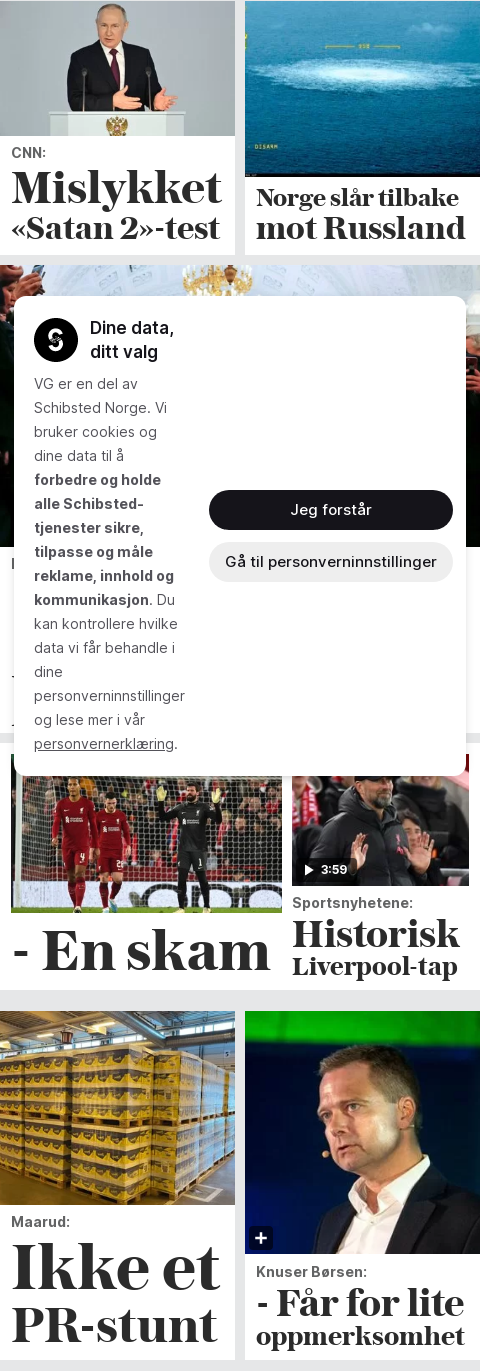 CNN:
Mislykket
«Satan 2»-test
DISARM
Norge slår tilbake
mot Russland
Dine data,
ditt valg
VG er en del av
Schibsted Norge. Vi
bruker cookies og
dine data til å
forbedre og holde
alle Schibsted-
tjenester sikre,
tilpasse og måle
reklame, innhold og
kommunikasjon. Du
kan kontrollere hvilke
data vi får behandle i
dine
personverninnstillinger
og lese mer i vår
personvernerklæring.
Jeg forstår
Gå til personverninnstillinger
- En skam
3:59
Sportsnyhetene:
Historisk
Liverpool-tap
Maarud:
Ikke et
PR-stunt
Knuser Børsen:
- Får for lite
oppmerksomhet